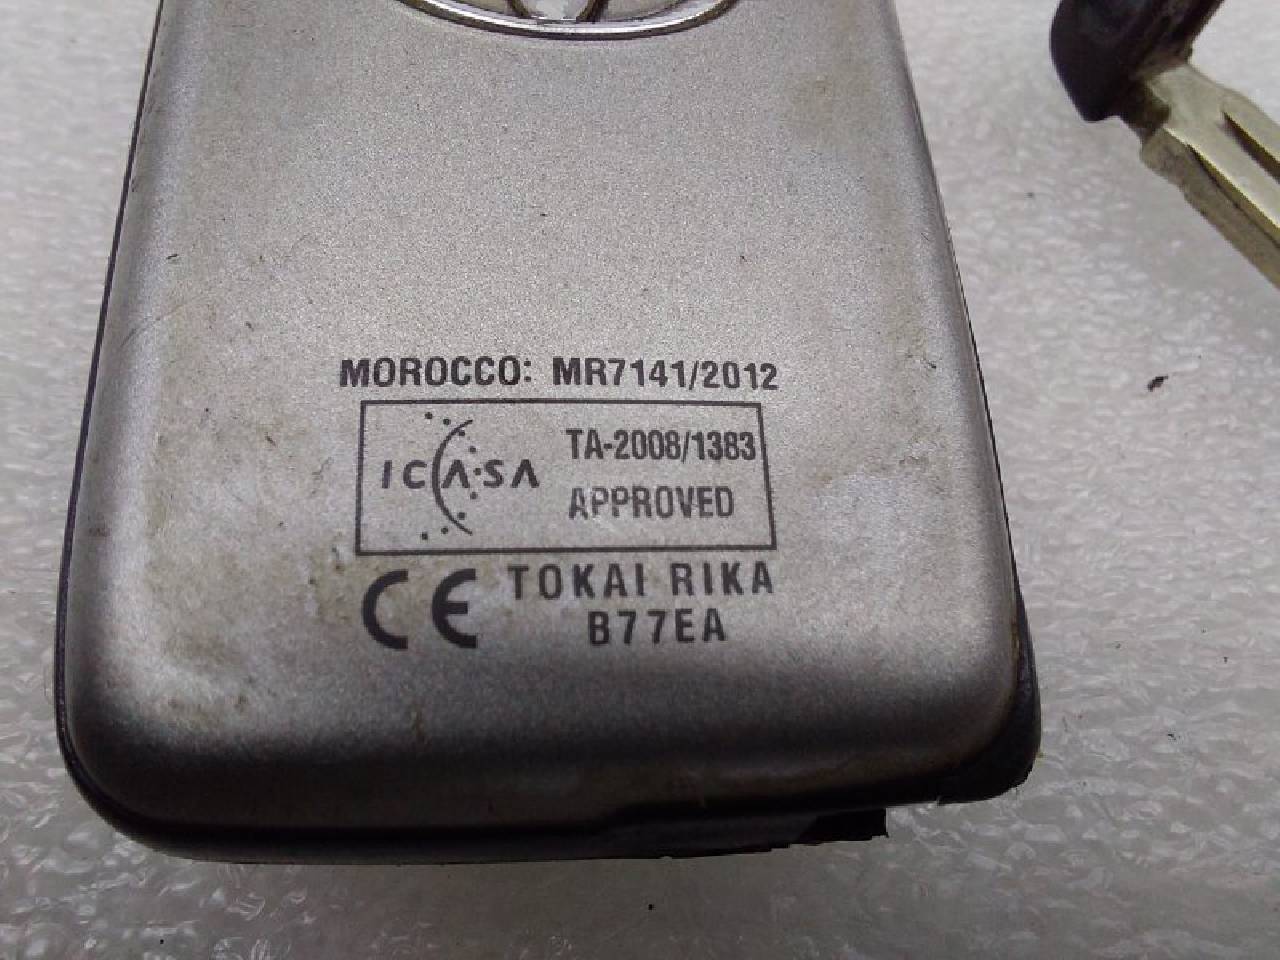 MOROCCO: MR7141/2012
ICASA
TA-2008/1383
APPROVED
CE
TOKAI RIKA
B77EA